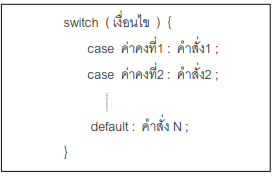 switch ( เงื่อนไข ) {
case ค่าคงที่1 : คำสั่ง1 ;
case ค่าคงที่2 : คำสั่ง2 ;
default : คำสั่ง N ;
}